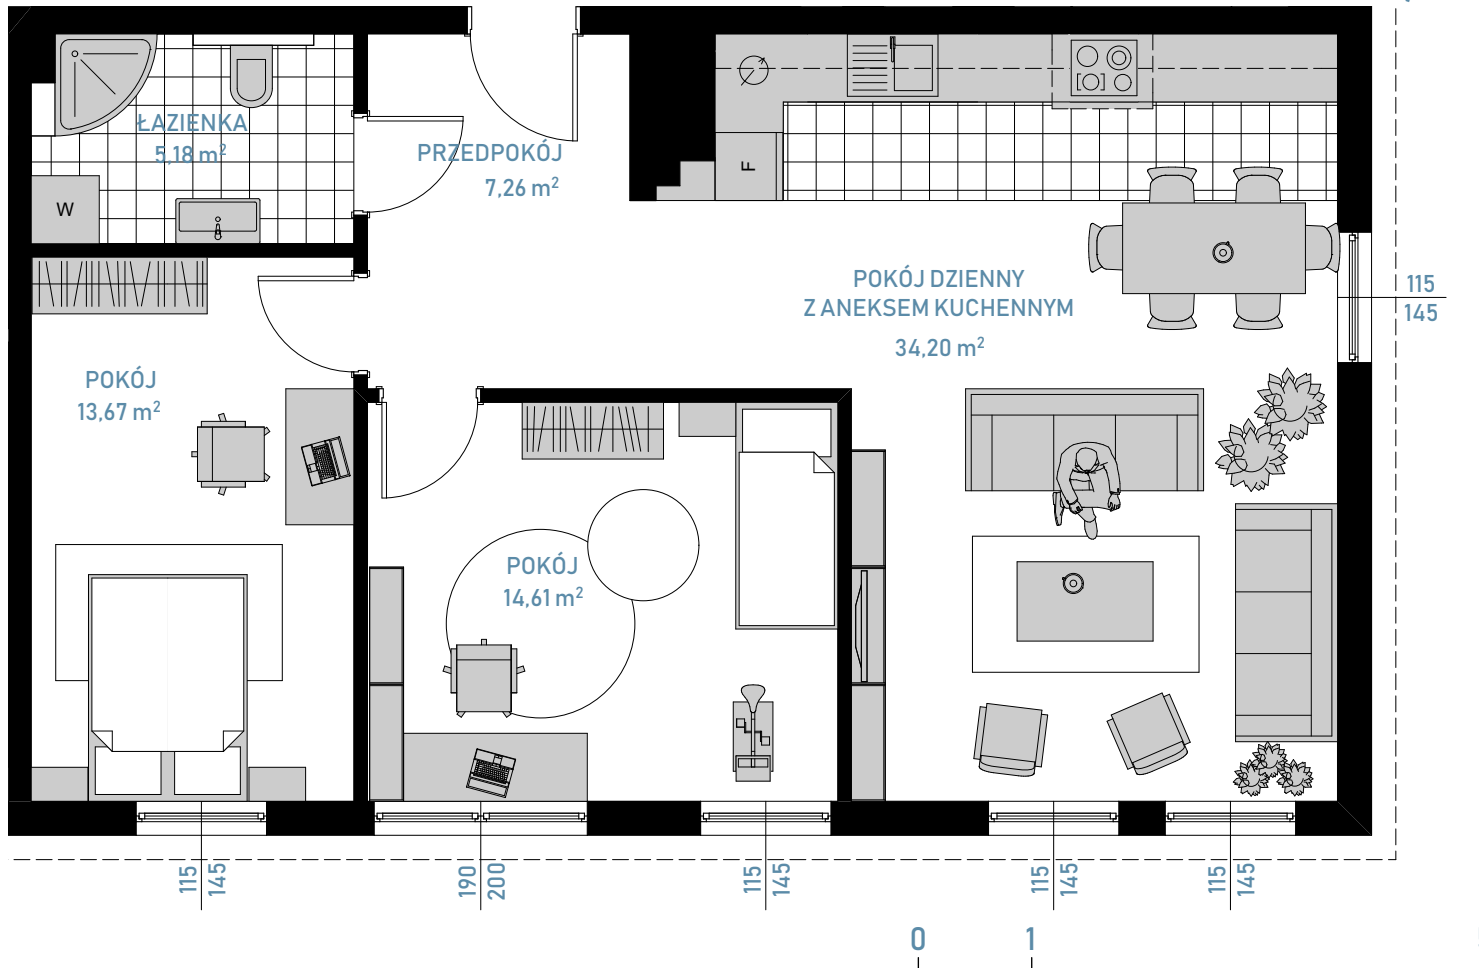 ŁAZIENKA
5,18 m²
PRZEDPOKÓJ
7,26 m²
F
W
POKÓJ DZIENNY
Z ANEKSEM KUCHENNYM
34,20 m²
115
145
POKÓJ
13,67 m²
POKÓJ
14,61 m²
115
145
190
200
115
145
115
145
115
145
0
1